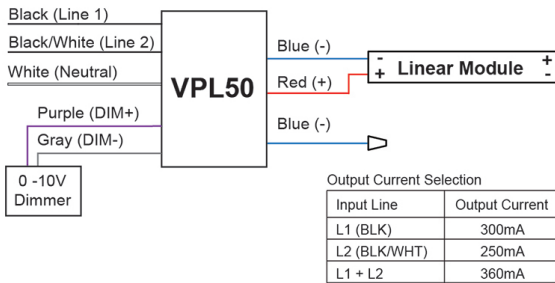 Black (Line 1)
Black/White (Line 2)
White (Neutral)
Purple (DIM+)
Gray (DIM-)
0 -10V
Dimmer
VPL50
Blue (-)
Red (+)
Blue (-)
- Linear Module +
+ -
Output Current Selection
Input Line Output Current
L1 (BLK) 300mA
L2 (BLK/WHT) 250mA
L1 + L2 360mA